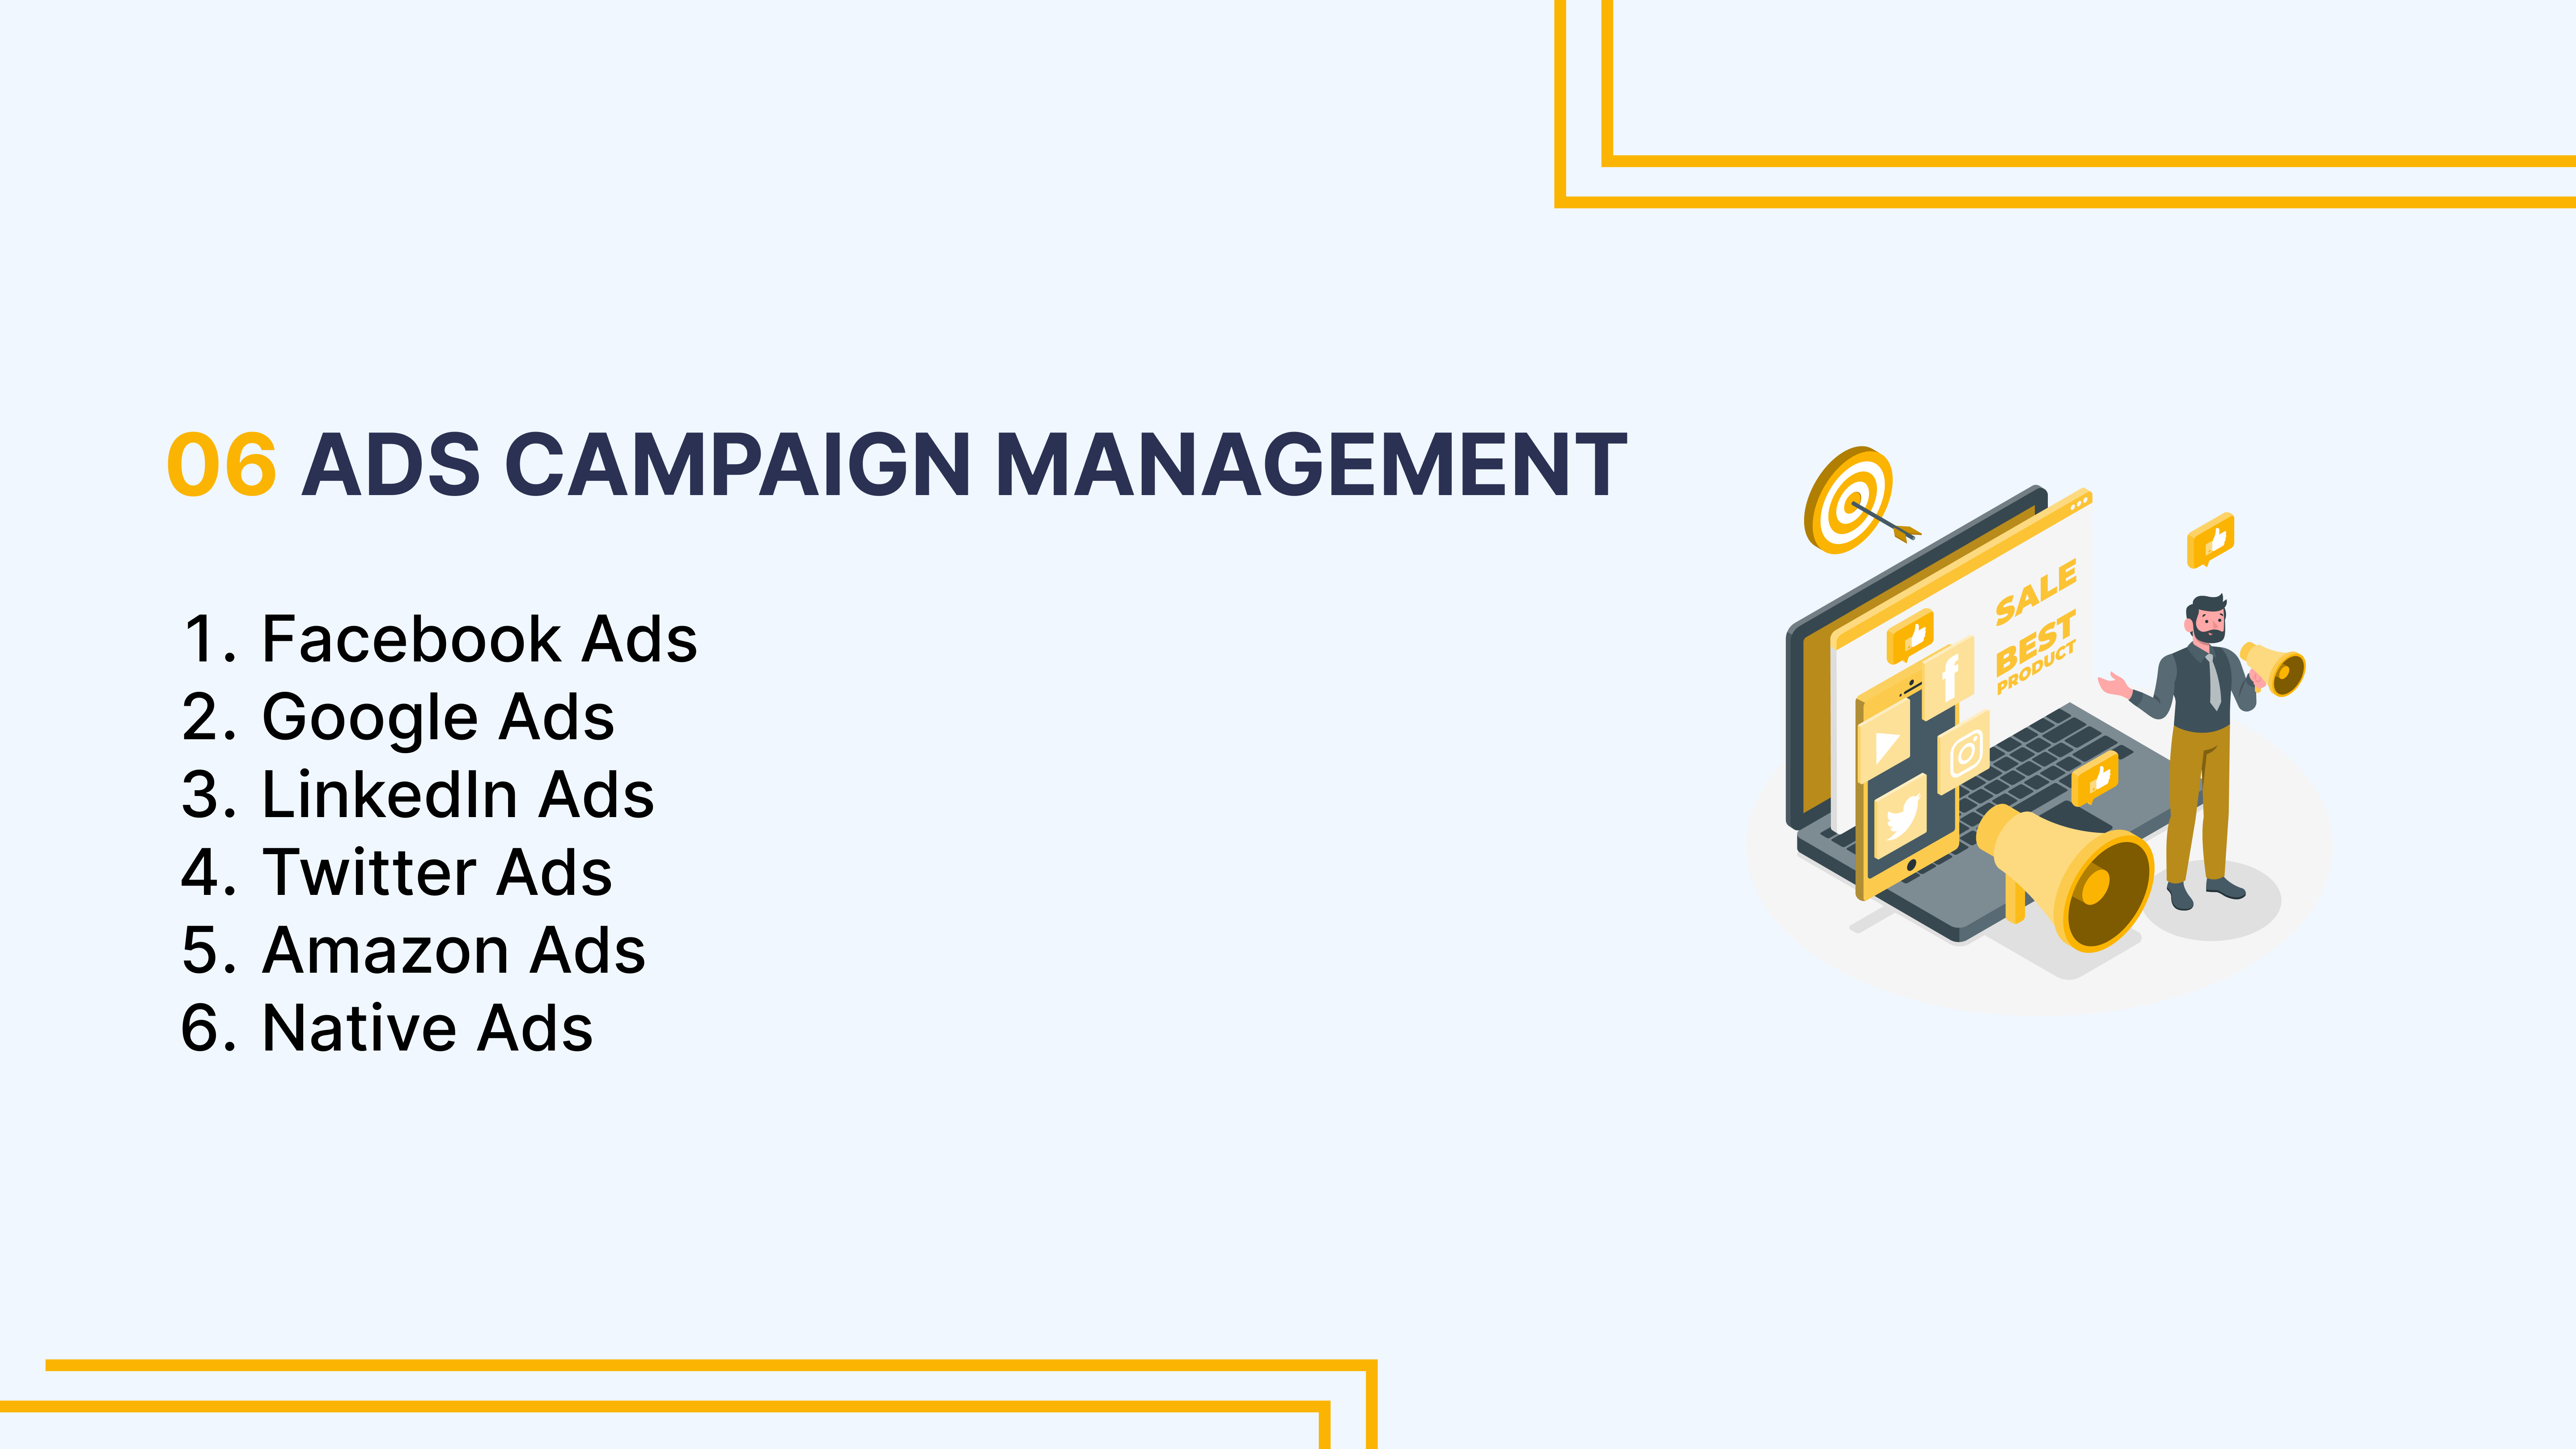 06 ADS CAMPAIGN MANAGEMENT
1. Facebook Ads
2. Google Ads
3. LinkedIn Ads
4. Twitter Ads
5. Amazon Ads
6. Native Ads
SALE
BEST
PRODUCT